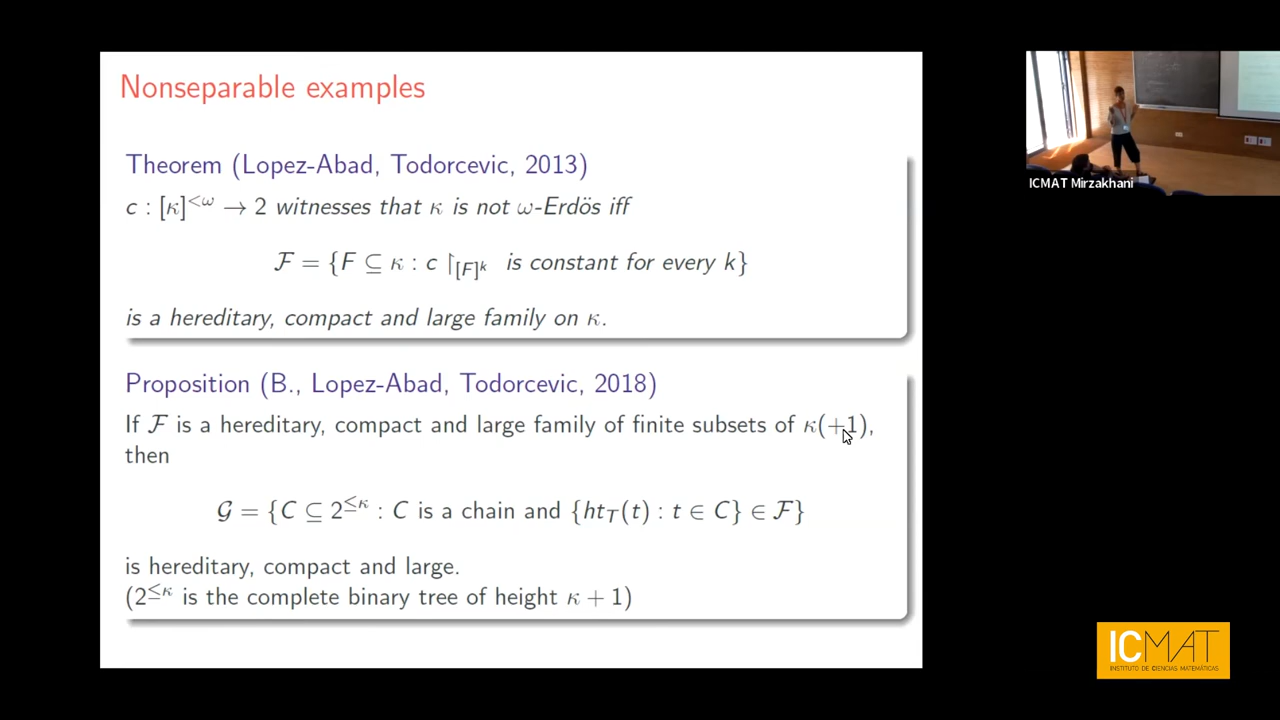 Nonseparable examples
Theorem (Lopez-Abad, Todorcevic, 2013)
c : [κ]^{<ω} → 2 witnesses that κ is not ω-Erdös iff
ℱ = {F ⊆ κ : c ↾_{[F]^k} is constant for every k}
is a hereditary, compact and large family on κ.
Proposition (B., Lopez-Abad, Todorcevic, 2018)
If ℱ is a hereditary, compact and large family of finite subsets of κ(+1),
then
𝒢 = {C ⊆ 2^{≤κ} : C is a chain and {ht_T(t) : t ∈ C} ∈ ℱ}
is hereditary, compact and large.
(2^{≤κ} is the complete binary tree of height κ + 1)
ICMAT Mirzakhani
ICMAT
INSTITUTO DE CIENCIAS MATEMÁTICAS